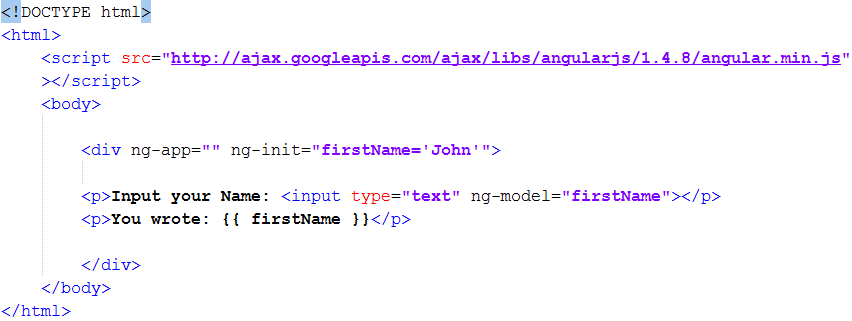 <!DOCTYPE html>
<html>
<script src="http://ajax.googleapis.com/ajax/libs/angularjs/1.4.8/angular.min.js"
></script>
<body>
<div ng-app="" ng-init="firstName='John'">
<p>Input your Name: <input type="text" ng-model="firstName"></p>
<p>You wrote: {{ firstName }}</p>
</div>
</body>
</html>